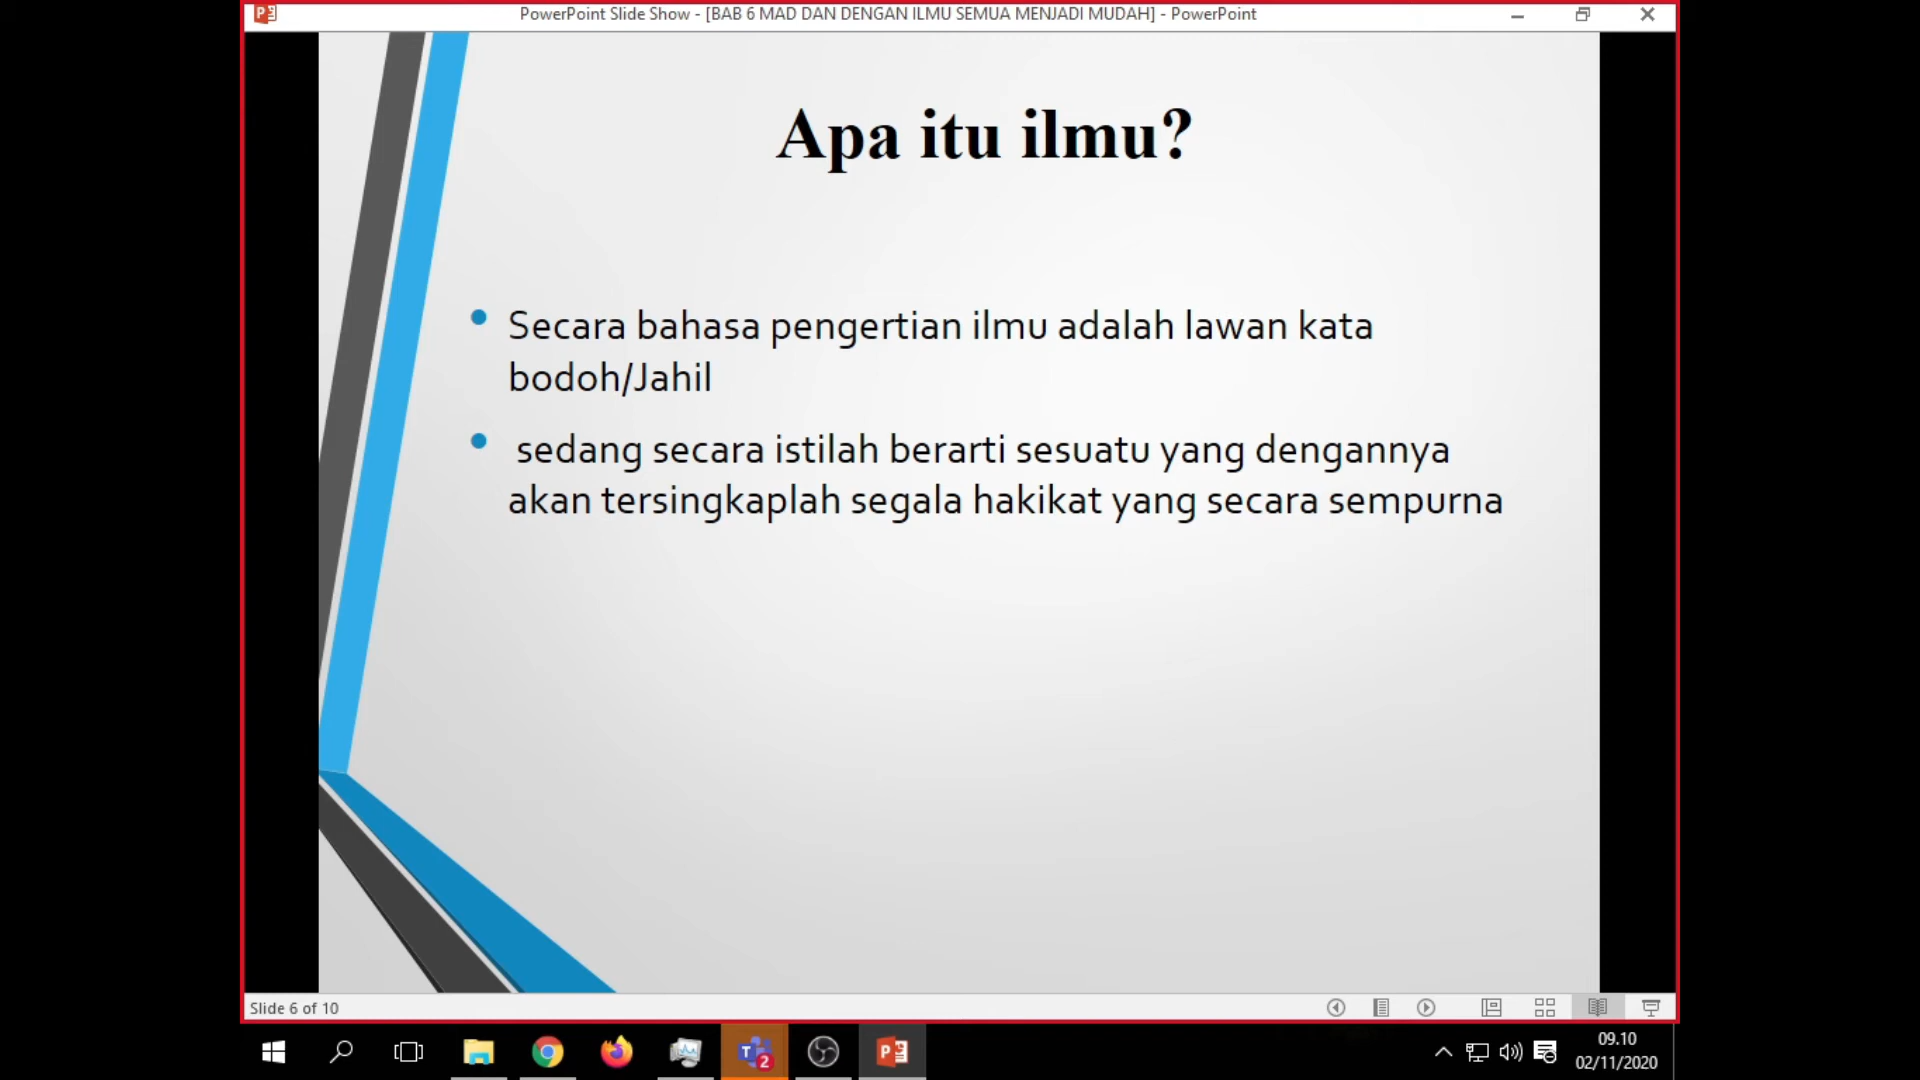 PowerPoint Slide Show - [BAB 6 MAD DAN DENGAN ILMU SEMUA MENJADI MUDAH] - PowerPoint
Apa itu ilmu?
• Secara bahasa pengertian ilmu adalah lawan kata
bodoh/Jahil
• sedang secara istilah berarti sesuatu yang dengannya
akan tersingkaplah segala hakikat yang secara sempurna
Slide 6 of 10
2
09.10
02/11/2020